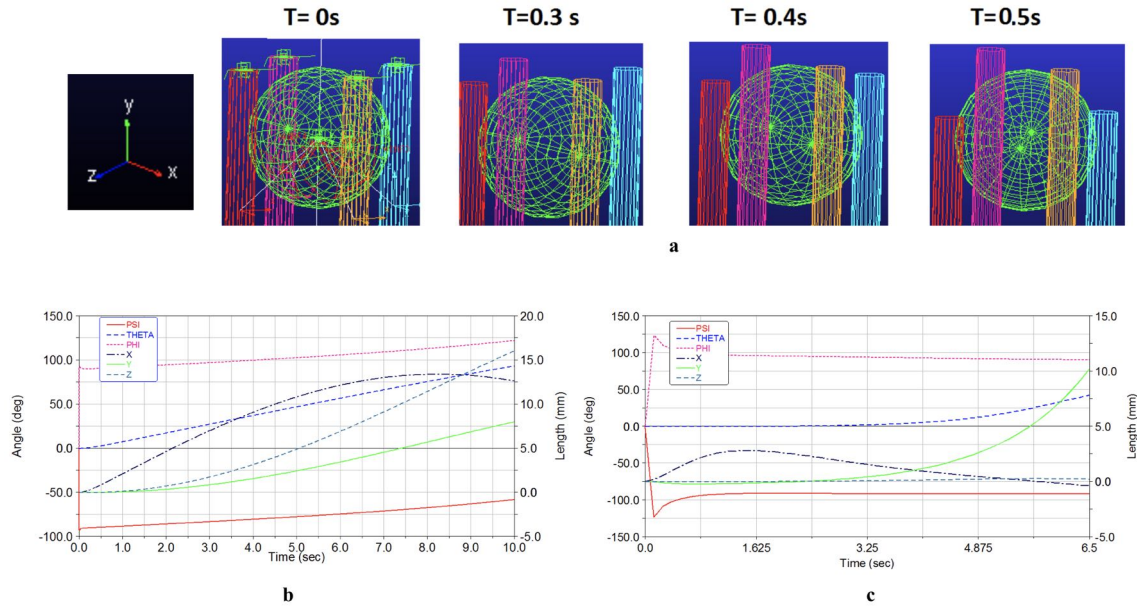 T= 0s
T=0.3 s
T=0.4s
T=0.5s
y
Z
X
a
150.0
100.0
50.0
0.0
-50.0
-100.0
Angle (deg)
PSI
THETA
PHI
X
Y
Z
20.0
15.0
10.0
5.0
0.0
-5.0
Length (mm)
0.0 1.0 2.0 3.0 4.0 5.0 6.0 7.0 8.0 9.0 10.0
Time (sec)
b
150.0
100.0
50.0
0.0
-50.0
-100.0
-150.0
Angle (deg)
PSI
THETA
PHI
X
Y
Z
15.0
10.0
5.0
0.0
-5.0
Length (mm)
0.0 1.625 3.25 4.875 6.5
Time (sec)
c